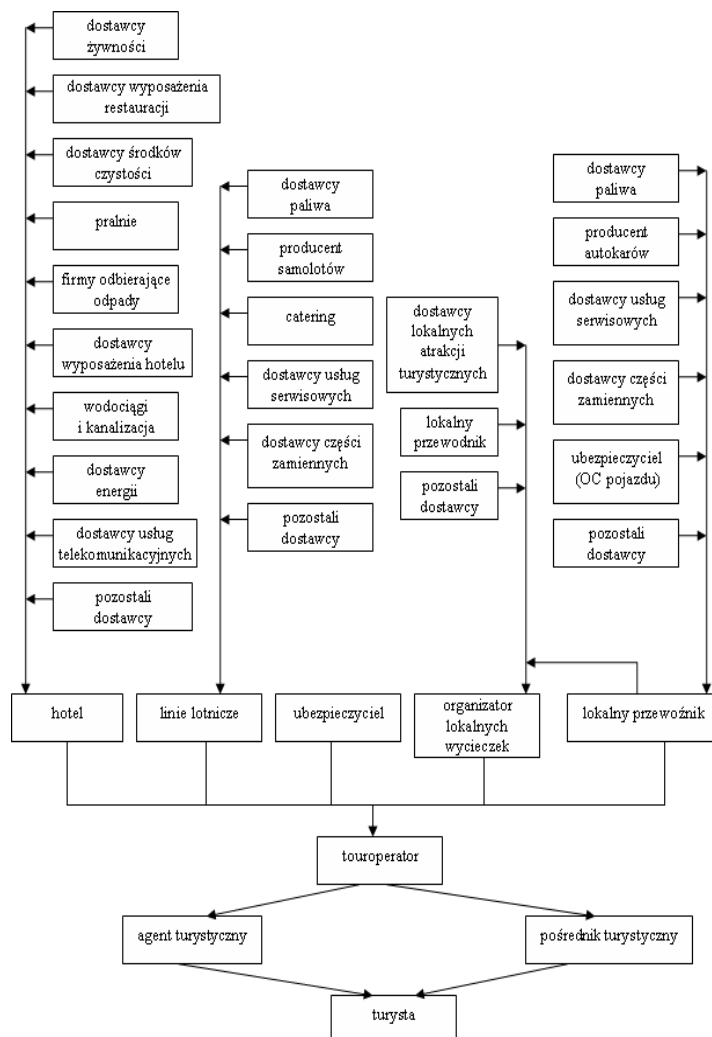 dostawcy
żywności
dostawcy wyposażenia
restauracji
dostawcy środków
czystości
pralnie
firmy odbierające
odpady
dostawcy
wyposażenia hotelu
wodociągi
i kanalizacja
dostawcy
energii
dostawcy usług
telekomunikacyjnych
pozostali
dostawcy
dostawcy
paliwa
producent
samolotów
catering
dostawcy usług
serwisowych
dostawcy części
zamiennych
pozostali
dostawcy
dostawcy
lokalnych
atrakcji
turystycznych
lokalny
przewodnik
pozostali
dostawcy
dostawcy
paliwa
producent
autokarów
dostawcy usług
serwisowych
dostawcy części
zamiennych
ubezpieczyciel
(OC pojazdu)
pozostali
dostawcy
hotel
linie lotnicze
ubezpieczyciel
organizator
lokalnych
wycieczek
lokalny przewoźnik
touroperator
agent turystyczny
pośrednik turystyczny
turysta